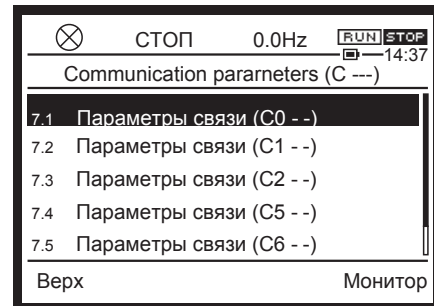 СТОП 0.0Hz RUN STOP
14:37
Communication pararneters (C ---)
7.1 Параметры связи (C0 - -)
7.2 Параметры связи (C1 - -)
7.3 Параметры связи (C2 - -)
7.4 Параметры связи (C5 - -)
7.5 Параметры связи (C6 - -)
Верх Монитор